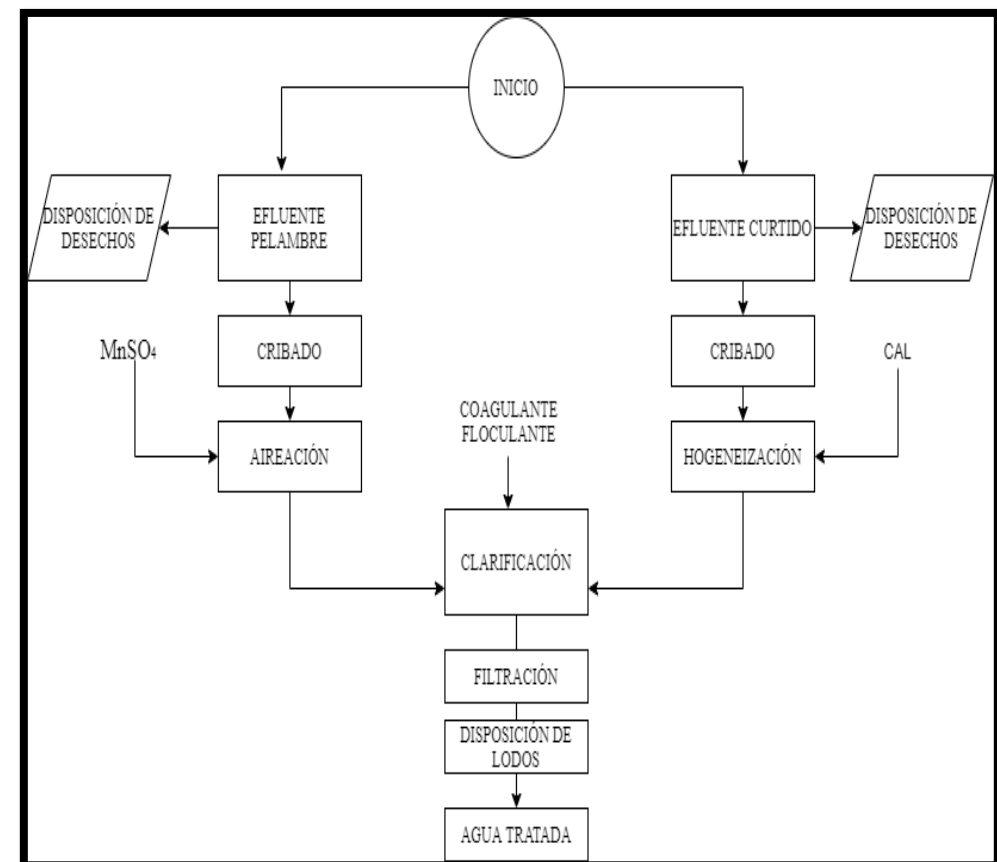 INICIO
DISPOSICIÓN DE
DESECHOS
EFLUENTE
PELAMBRE
EFLUENTE CURTIDO
DISPOSICIÓN DE
DESECHOS
MnSO₄
CRIBADO
CRIBADO
CAL
COAGULANTE
FLOCULANTE
AIREACIÓN
HOGENEIZACIÓN
CLARIFICACIÓN
FILTRACIÓN
DISPOSICIÓN DE
LODOS
AGUA TRATADA